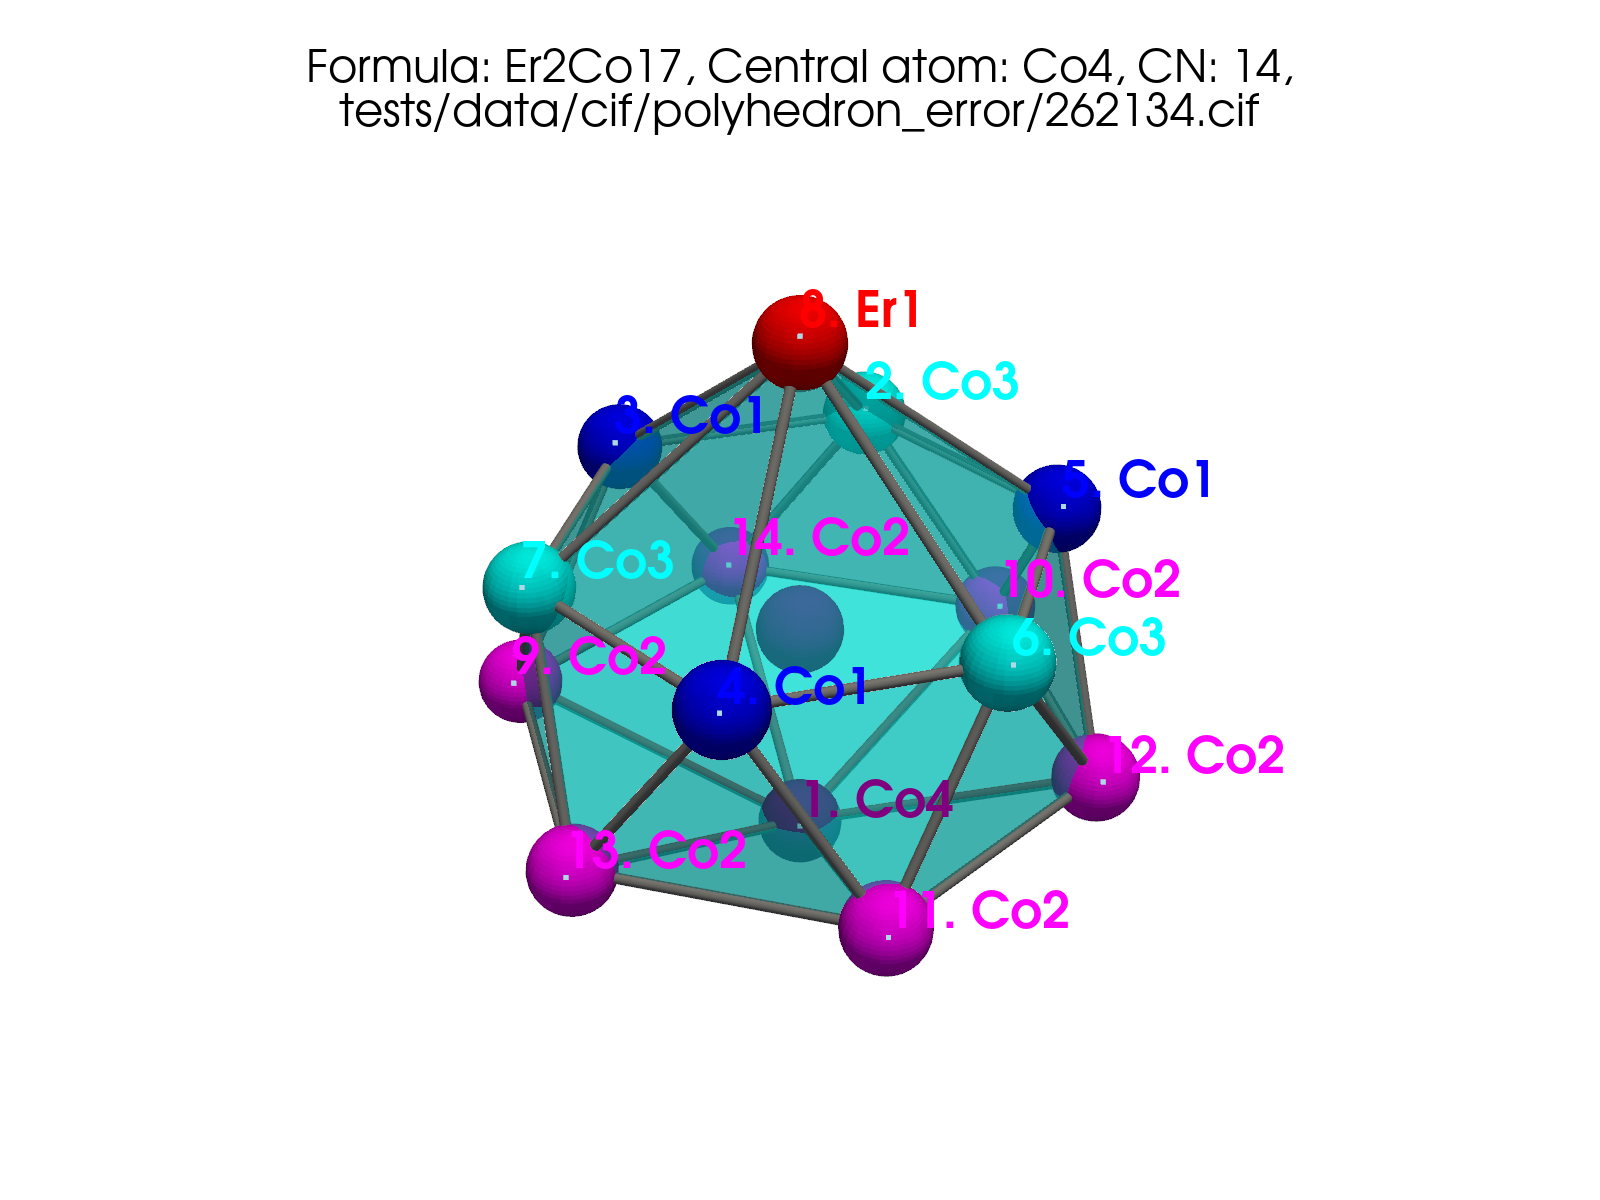 Formula: Er2Co17, Central atom: Co4, CN: 14,
tests/data/cif/polyhedron_error/262134.cif
8. Er1
2. Co3
3. Co1
5. Co1
14. Co2
7. Co3
10. Co2
6. Co3
9. Co2
4. Co1
12. Co2
1. Co4
13. Co2
11. Co2